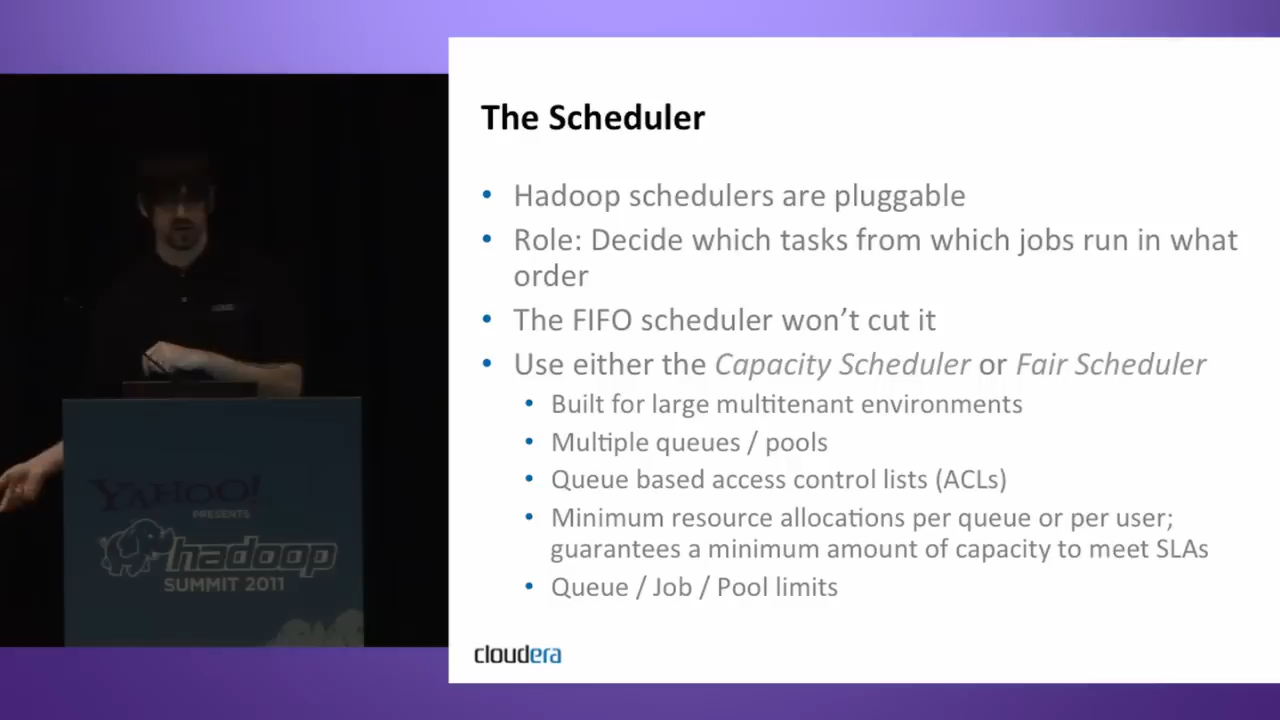 The Scheduler
• Hadoop schedulers are pluggable
• Role: Decide which tasks from which jobs run in what
order
• The FIFO scheduler won't cut it
• Use either the Capacity Scheduler or Fair Scheduler
• Built for large multitenant environments
• Multiple queues / pools
• Queue based access control lists (ACLs)
• Minimum resource allocations per queue or per user;
guarantees a minimum amount of capacity to meet SLAs
• Queue / Job / Pool limits
cloudera
YAHOO!
PRESENTS
hadoop
SUMMIT 2011